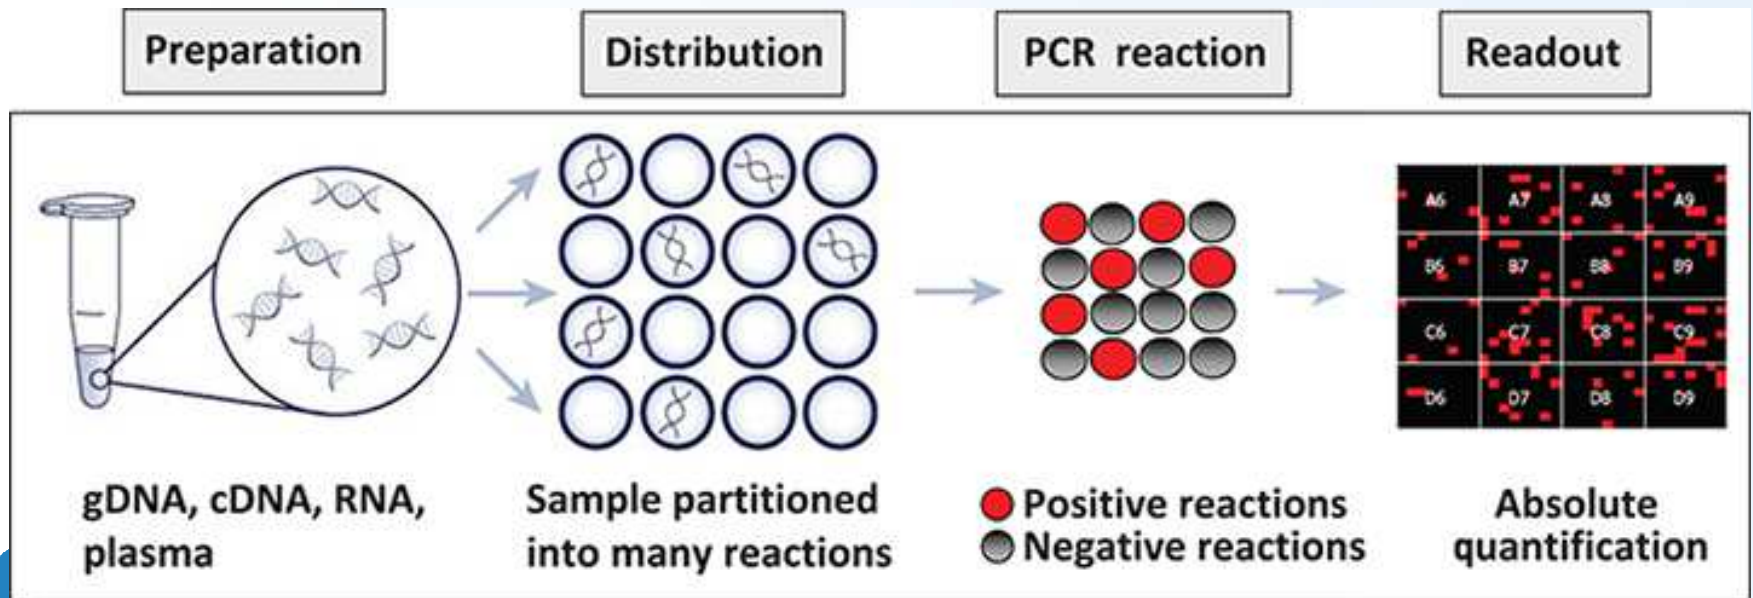 Preparation
Distribution
PCR reaction
Readout
A6 A7 A8 A9
B6 B7 B8 B9
C6 C7 C8 C9
D6 D7 D8 D9
gDNA, cDNA, RNA,
plasma
Sample partitioned
into many reactions
Positive reactions
Negative reactions
Absolute
quantification